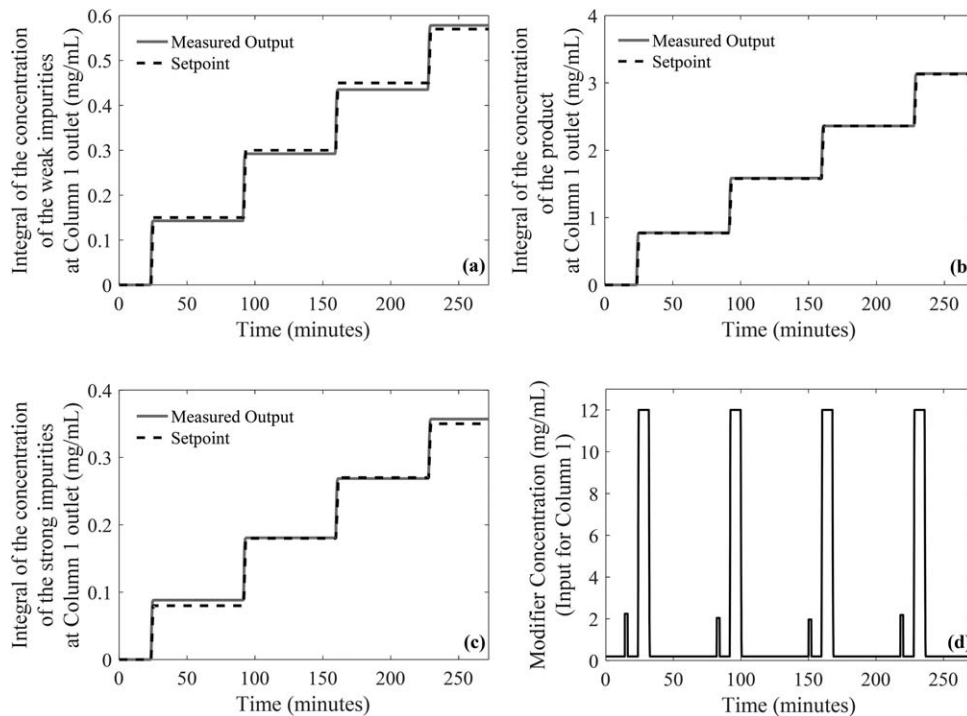 Integral of the concentration
of the weak impurities
at Column 1 outlet (mg/mL)
0.6
0.5
0.4
0.3
0.2
0.1
0
Measured Output
Setpoint
(a)
0 50 100 150 200 250
Time (minutes)
Integral of the concentration
of the product
at Column 1 outlet (mg/mL)
4
3
2
1
0
Measured Output
Setpoint
(b
0 50 100 150 200 250
Time (minutes)
Integral of the concentration
of the strong impurities
at Column 1 outlet (mg/mL)
0.4
0.3
0.2
0.1
0
Measured Output
Setpoint
(c)
0 50 100 150 200 250
Time (minutes)
Modifier Concentration (mg/mL)
(Input for Column 1)
12
10
8
6
4
2
0
(d)
0 50 100 150 200 250
Time (minutes)